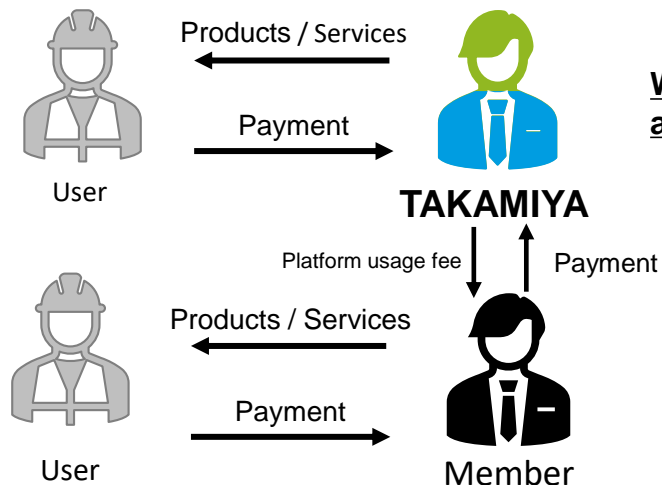 Products / Services
Payment
User
TAKAMIYA
Platform usage fee
Payment
Products / Services
Payment
User
Member